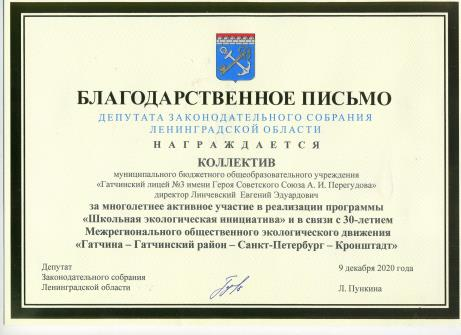 БЛАГОДАРСТВЕННОЕ ПИСЬМО
ДЕПУТАТА ЗАКОНОДАТЕЛЬНОГО СОБРАНИЯ
ЛЕНИНГРАДСКОЙ ОБЛАСТИ
НАГРАЖДАЕТСЯ
КОЛЛЕКТИВ
муниципального бюджетного общеобразовательного учреждения
«Гатчинский лицей №3 имени Героя Советского Союза А. И. Перегудова»
директор Линчевский Евгений Эдуардович
за многолетнее активное участие в реализации программы
«Школьная экологическая инициатива» и в связи с 30-летием
Межрегионального общественного экологического движения
«Гатчина – Гатчинский район – Санкт-Петербург – Кронштадт»
Депутат
Законодательного собрания
Ленинградской области
9 декабря 2020 года
Л. Пункина